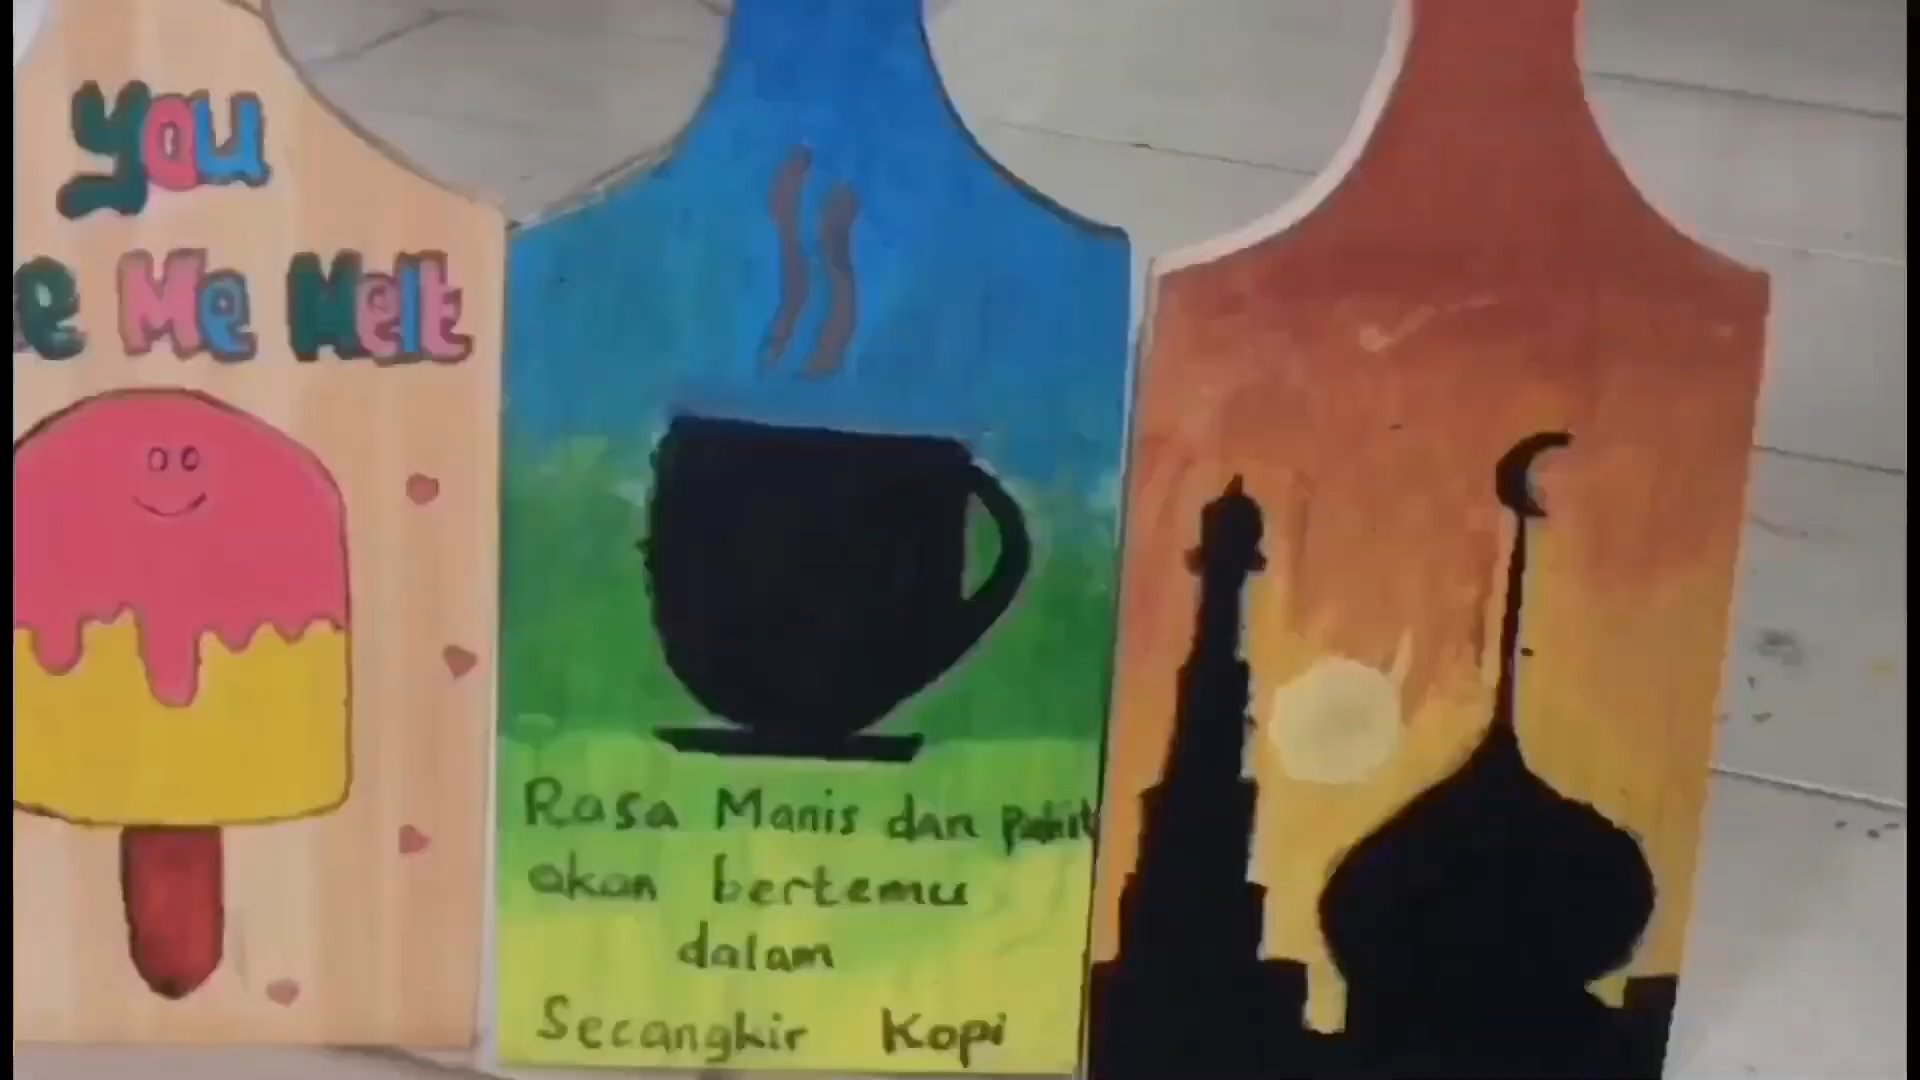 you
Me Melt
Rasa Manis dan Pahit
akan bertemu
dalam
Secangkir Kopi